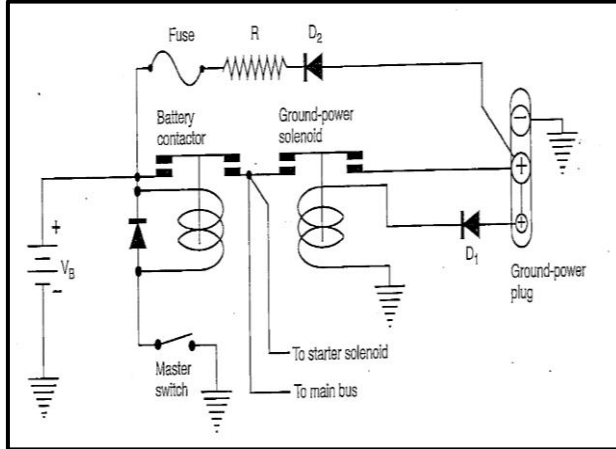 Fuse
R
D2
Battery
contactor
Ground-power
solenoid
−
+
+
+
VB
−
D1
Ground-power
plug
Master
switch
To starter solenoid
To main bus